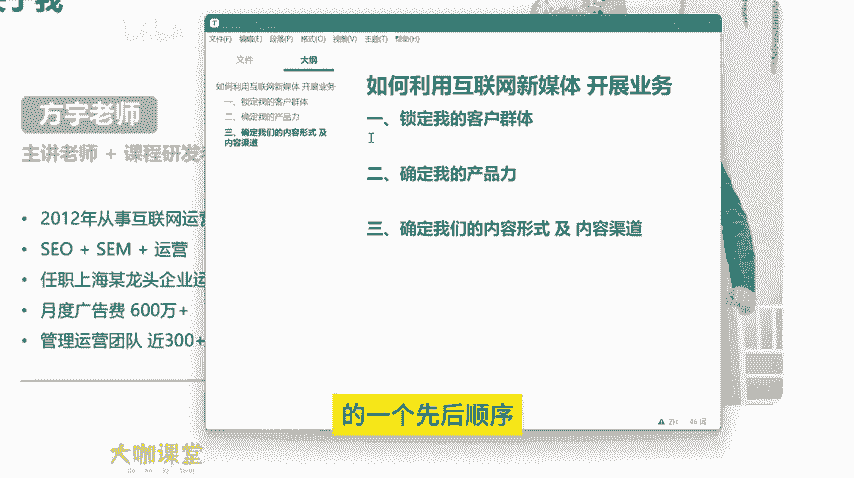 关于我
方宇老师
主讲老师 + 课程研发
• 2012年从事互联网运营
• SEO + SEM + 运营
• 任职上海某龙头企业运
• 月度广告费 600万+
• 管理运营团队 近300+
大咖课堂
T
文件(F) 编辑(E) 段落(P) 格式(O) 视图(V) 主题(T) 帮助(H)
文件 大纲
如何利用互联网新媒体 开展业务
一、锁定我的客户群体
二、确定我的产品力
三、确定我们的内容形式 及
内容渠道
如何利用互联网新媒体 开展业务
一、锁定我的客户群体
二、确定我的产品力
三、确定我们的内容形式 及 内容渠道
46 词
的一个先后顺序